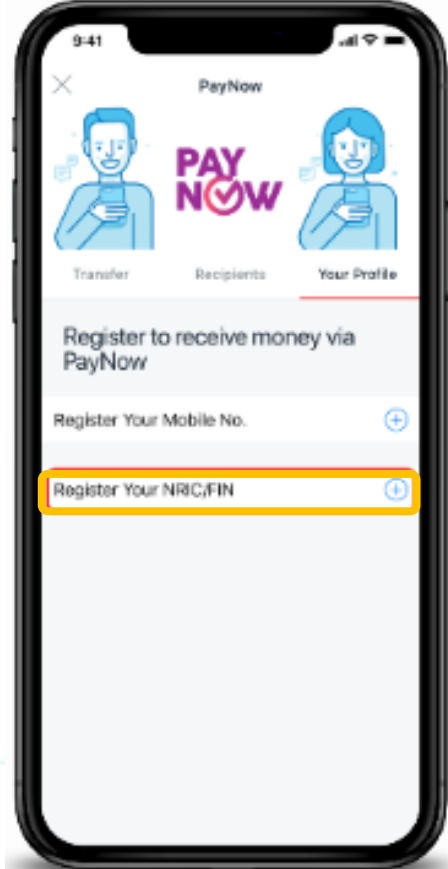 9:41
PayNow
PAY
NOW
Transfer Recipients Your Profile
Register to receive money via
PayNow
Register Your Mobile No.
Register Your NRIC/FIN